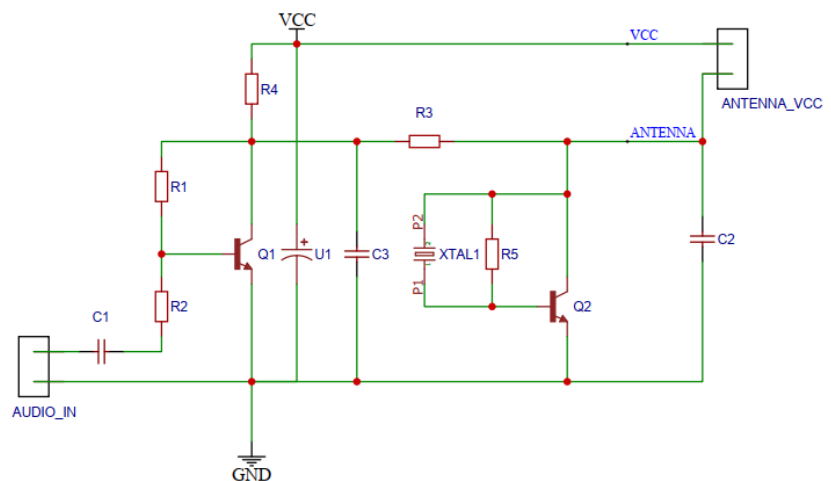 VCC
VCC
R4
ANTENNA_VCC
R3
ANTENNA
R1
P2
Q1
+
U1
C3
XTAL1
R5
C2
R2
P1
Q2
C1
AUDIO_IN
GND